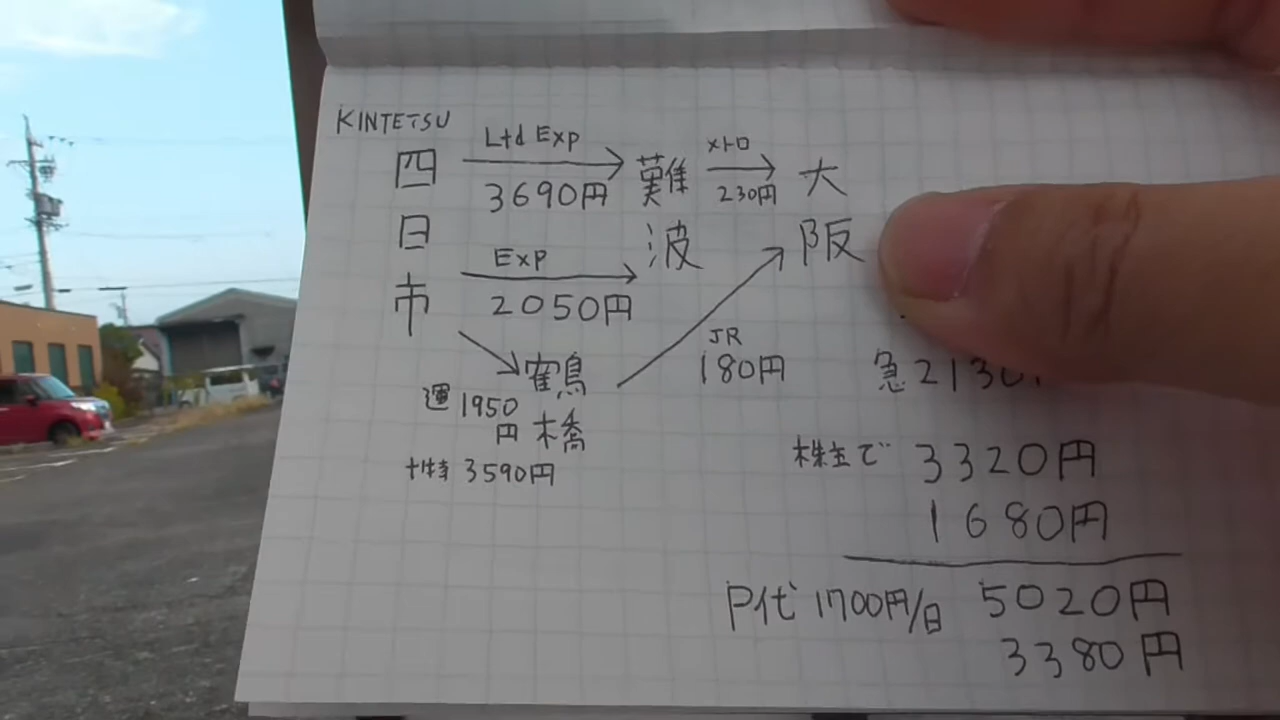 KINTETSU
四日市
Ltd Exp
3690円
難波
メトロ
230円
大阪
Exp
2050円
鶴橋
JR
180円
運 1950円
特 3590円
急 2130
株主で 3320円
1680円
P代 1700円/日 5020円
3380円